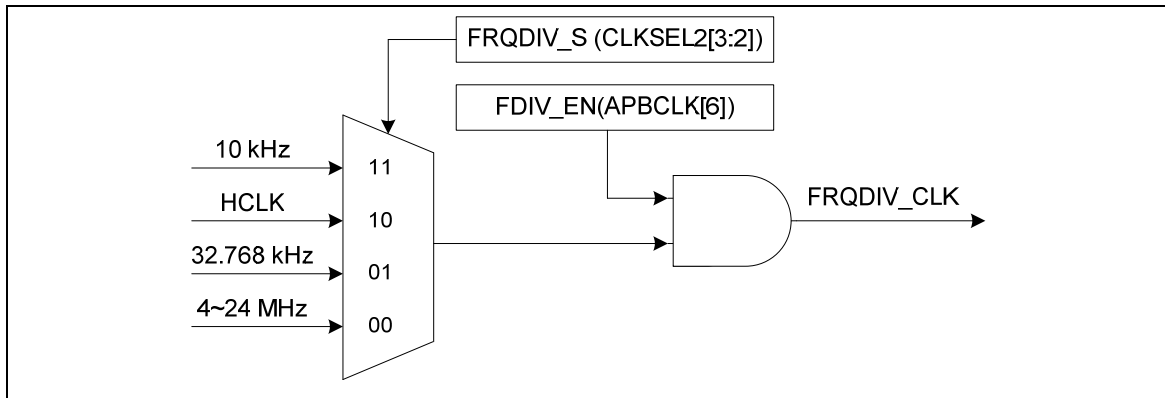 FRQDIV_S (CLKSEL2[3:2])
FDIV_EN(APBCLK[6])
10 kHz
11
HCLK
10
32.768 kHz
01
4~24 MHz
00
FRQDIV_CLK